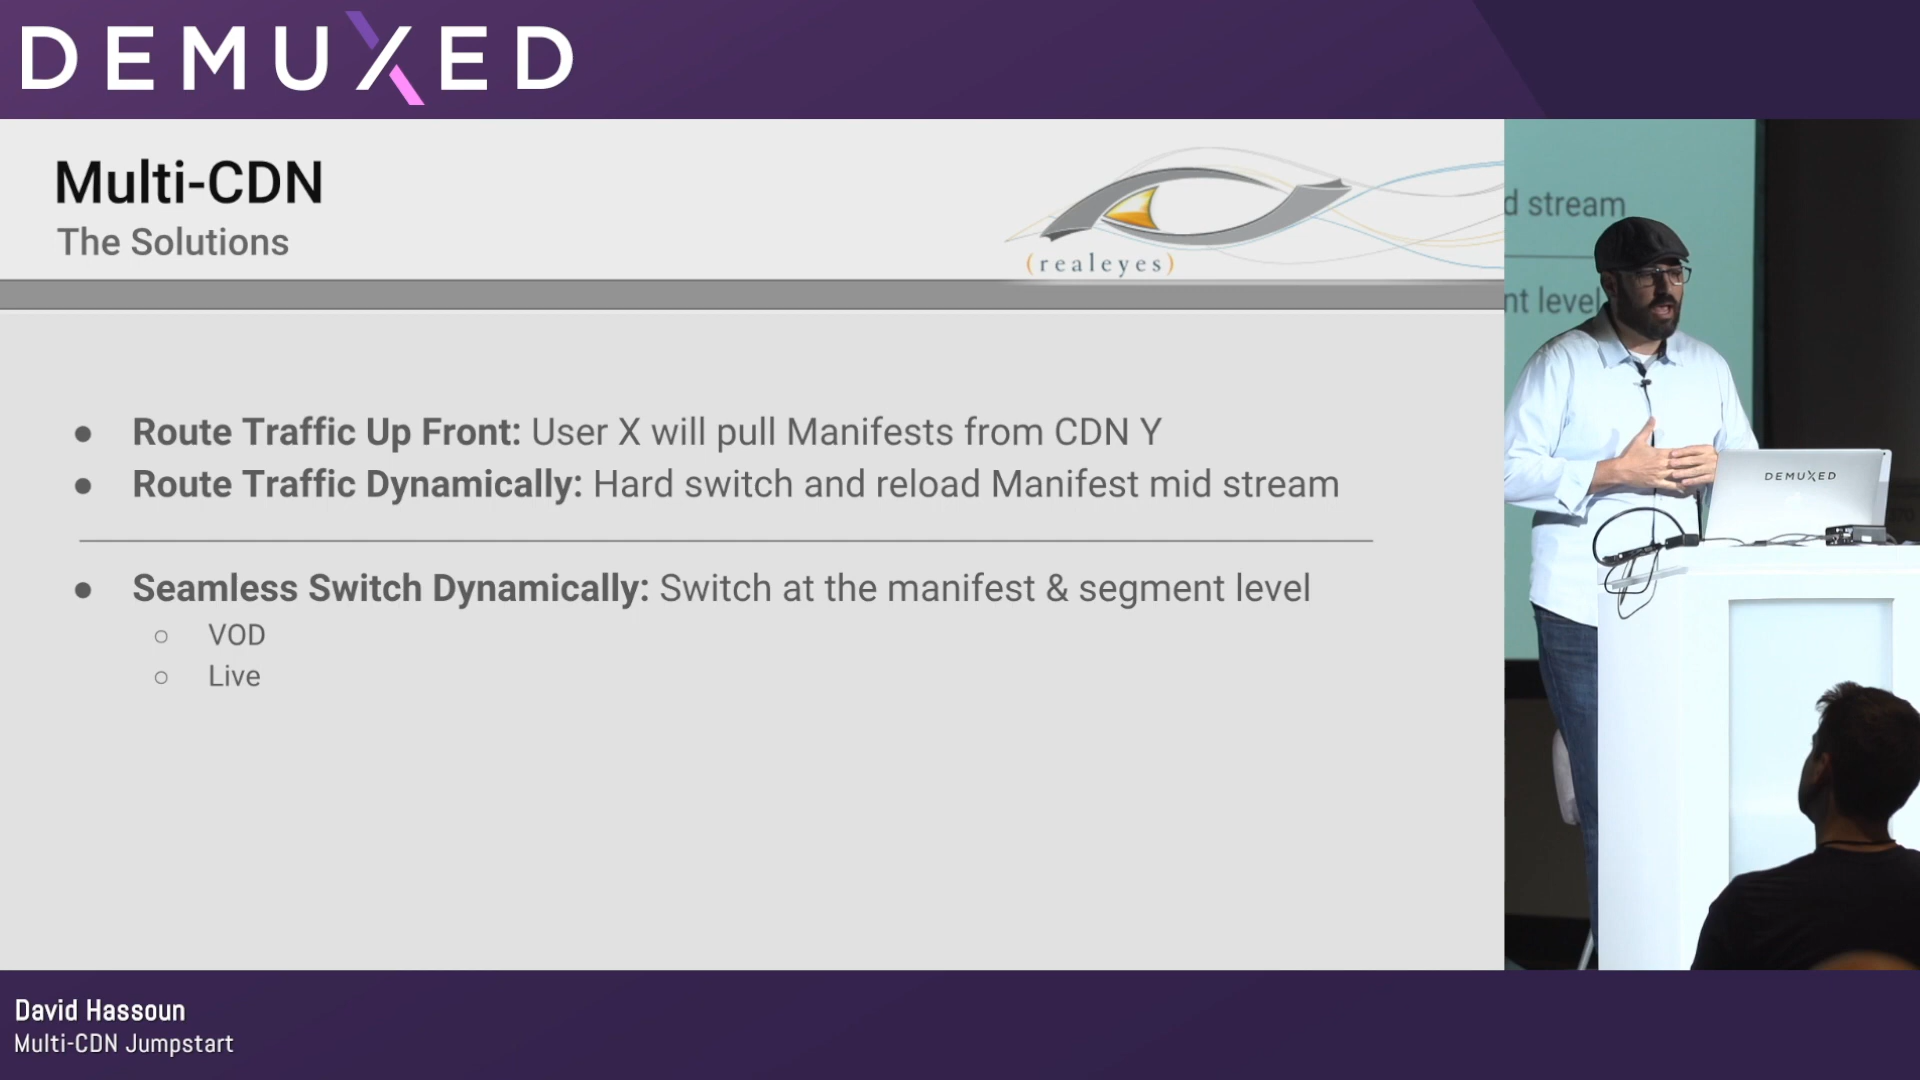 DEMUXED
Multi-CDN
The Solutions
(realeyes)
● Route Traffic Up Front: User X will pull Manifests from CDN Y
● Route Traffic Dynamically: Hard switch and reload Manifest mid stream
● Seamless Switch Dynamically: Switch at the manifest & segment level
○ VOD
○ Live
d stream
nt level
DEMUXED
David Hassoun
Multi-CDN Jumpstart